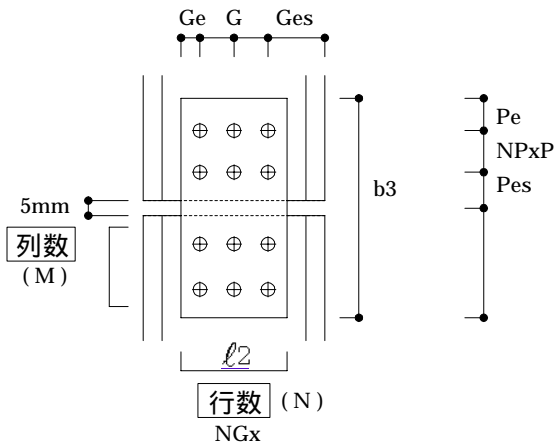 Ge G Ges
Pe
NPxP
Pes
b3
5mm
列数
(M)
ℓ2
行数 (N)
NGx